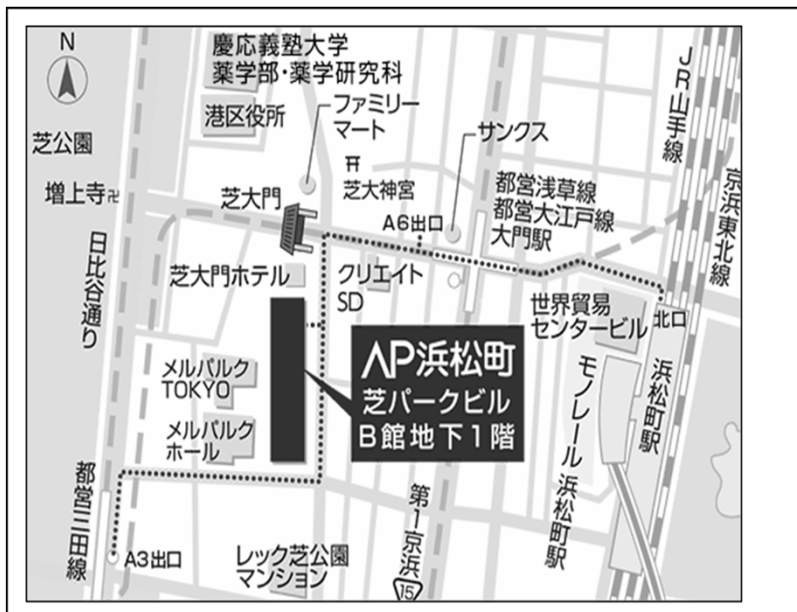 N
慶応義塾大学
薬学部・薬学研究科
港区役所
ファミリー
マート
サンクス
JR山手線
京浜東北線
芝公園
増上寺卍
芝大門
芝大神宮
A6出口
都営浅草線
都営大江戸線
大門駅
日比谷通り
芝大門ホテル
クリエイト
SD
世界貿易
センタービル
北口
AP浜松町
芝パークビル
B館地下1階
メルパルク
TOKYO
メルパルク
ホール
モノレール 浜松町駅
浜松町駅
都営三田線
A3出口
レック芝公園
マンション
第1京浜
15